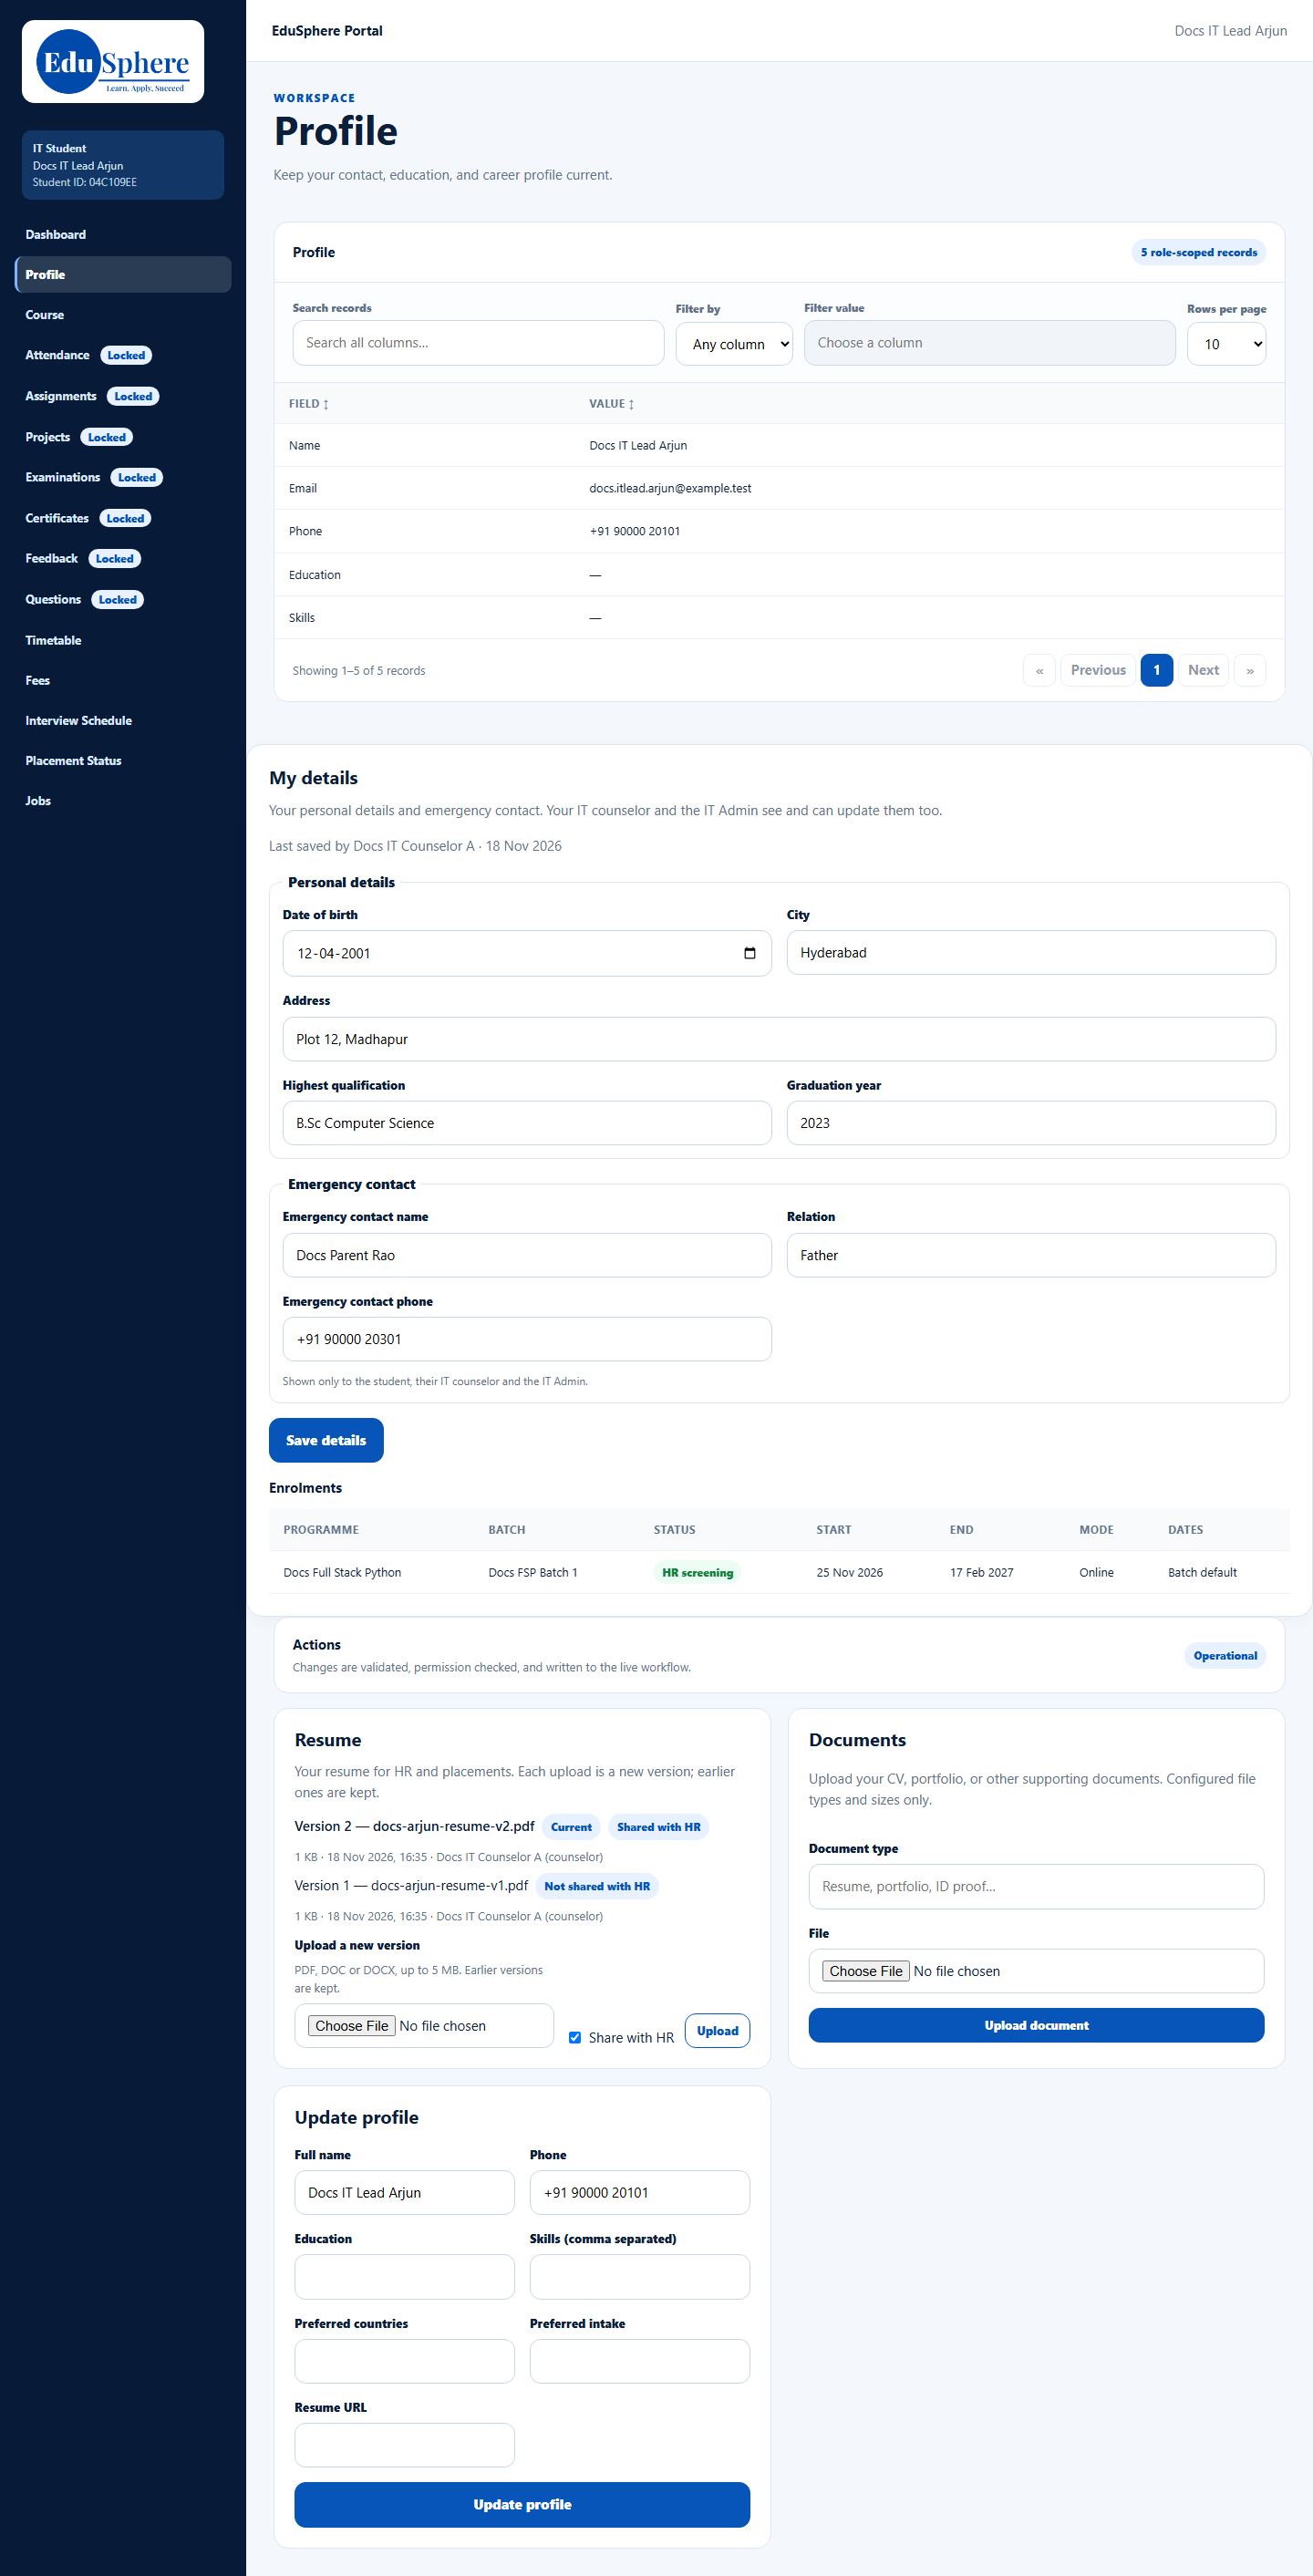 EduSphere
Learn, Apply, Succeed
IT Student
Docs IT Lead Arjun
Student ID: 04C109EE
Dashboard
Profile
Course
Attendance Locked
Assignments Locked
Projects Locked
Examinations Locked
Certificates Locked
Feedback Locked
Questions Locked
Timetable
Fees
Interview Schedule
Placement Status
Jobs
EduSphere Portal
Docs IT Lead Arjun
WORKSPACE
Profile
Keep your contact, education, and career profile current.
Profile
5 role-scoped records
Search records
Filter by
Filter value
Rows per page
Search all columns...
Any column
Choose a column
10
FIELD ↕ VALUE ↕
Name Docs IT Lead Arjun
Email docs.itlead.arjun@example.test
Phone +91 90000 20101
Education —
Skills —
Showing 1–5 of 5 records
« Previous 1 Next »
My details
Your personal details and emergency contact. Your IT counselor and the IT Admin see and can update them too.
Last saved by Docs IT Counselor A · 18 Nov 2026
Personal details
Date of birth City
12-04-2001 Hyderabad
Address
Plot 12, Madhapur
Highest qualification Graduation year
B.Sc Computer Science 2023
Emergency contact
Emergency contact name Relation
Docs Parent Rao Father
Emergency contact phone
+91 90000 20301
Shown only to the student, their IT counselor and the IT Admin.
Save details
Enrolments
PROGRAMME BATCH STATUS START END MODE DATES
Docs Full Stack Python Docs FSP Batch 1 HR screening 25 Nov 2026 17 Feb 2027 Online Batch default
Actions
Changes are validated, permission checked, and written to the live workflow.
Operational
Resume
Your resume for HR and placements. Each upload is a new version; earlier
ones are kept.
Version 2 — docs-arjun-resume-v2.pdf Current Shared with HR
1 KB · 18 Nov 2026, 16:35 · Docs IT Counselor A (counselor)
Version 1 — docs-arjun-resume-v1.pdf Not shared with HR
1 KB · 18 Nov 2026, 16:35 · Docs IT Counselor A (counselor)
Upload a new version
PDF, DOC or DOCX, up to 5 MB. Earlier versions
are kept.
Choose File No file chosen Share with HR Upload
Documents
Upload your CV, portfolio, or other supporting documents. Configured file
types and sizes only.
Document type
Resume, portfolio, ID proof...
File
Choose File No file chosen
Upload document
Update profile
Full name Phone
Docs IT Lead Arjun +91 90000 20101
Education Skills (comma separated)
Preferred countries Preferred intake
Resume URL
Update profile